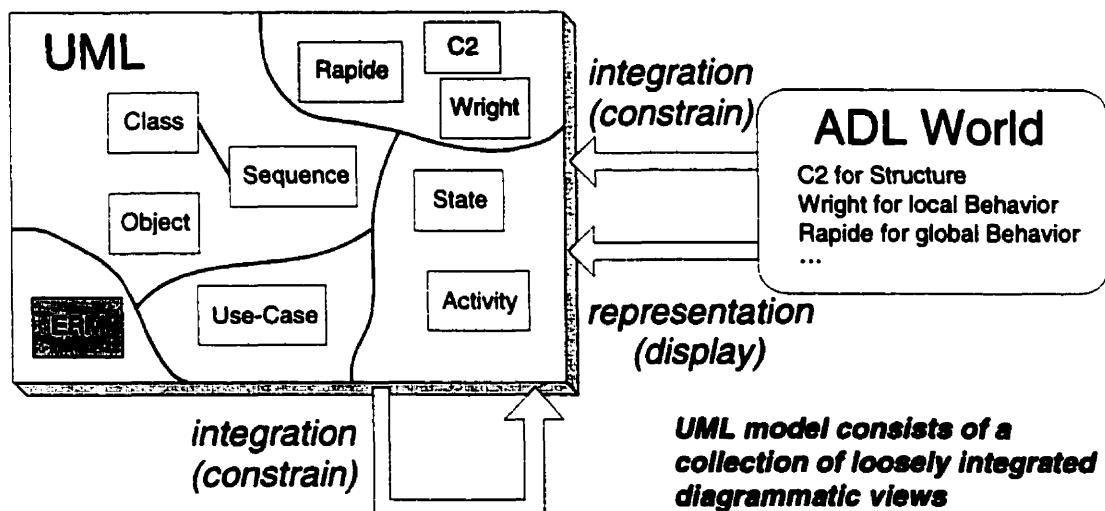 UML
C2
Rapide
Wright
Class
Sequence
State
Object
ERM
Use-Case
Activity
integration
(constrain)
ADL World
C2 for Structure
Wright for local Behavior
Rapide for global Behavior
...
representation
(display)
integration
(constrain)
UML model consists of a
collection of loosely integrated
diagrammatic views